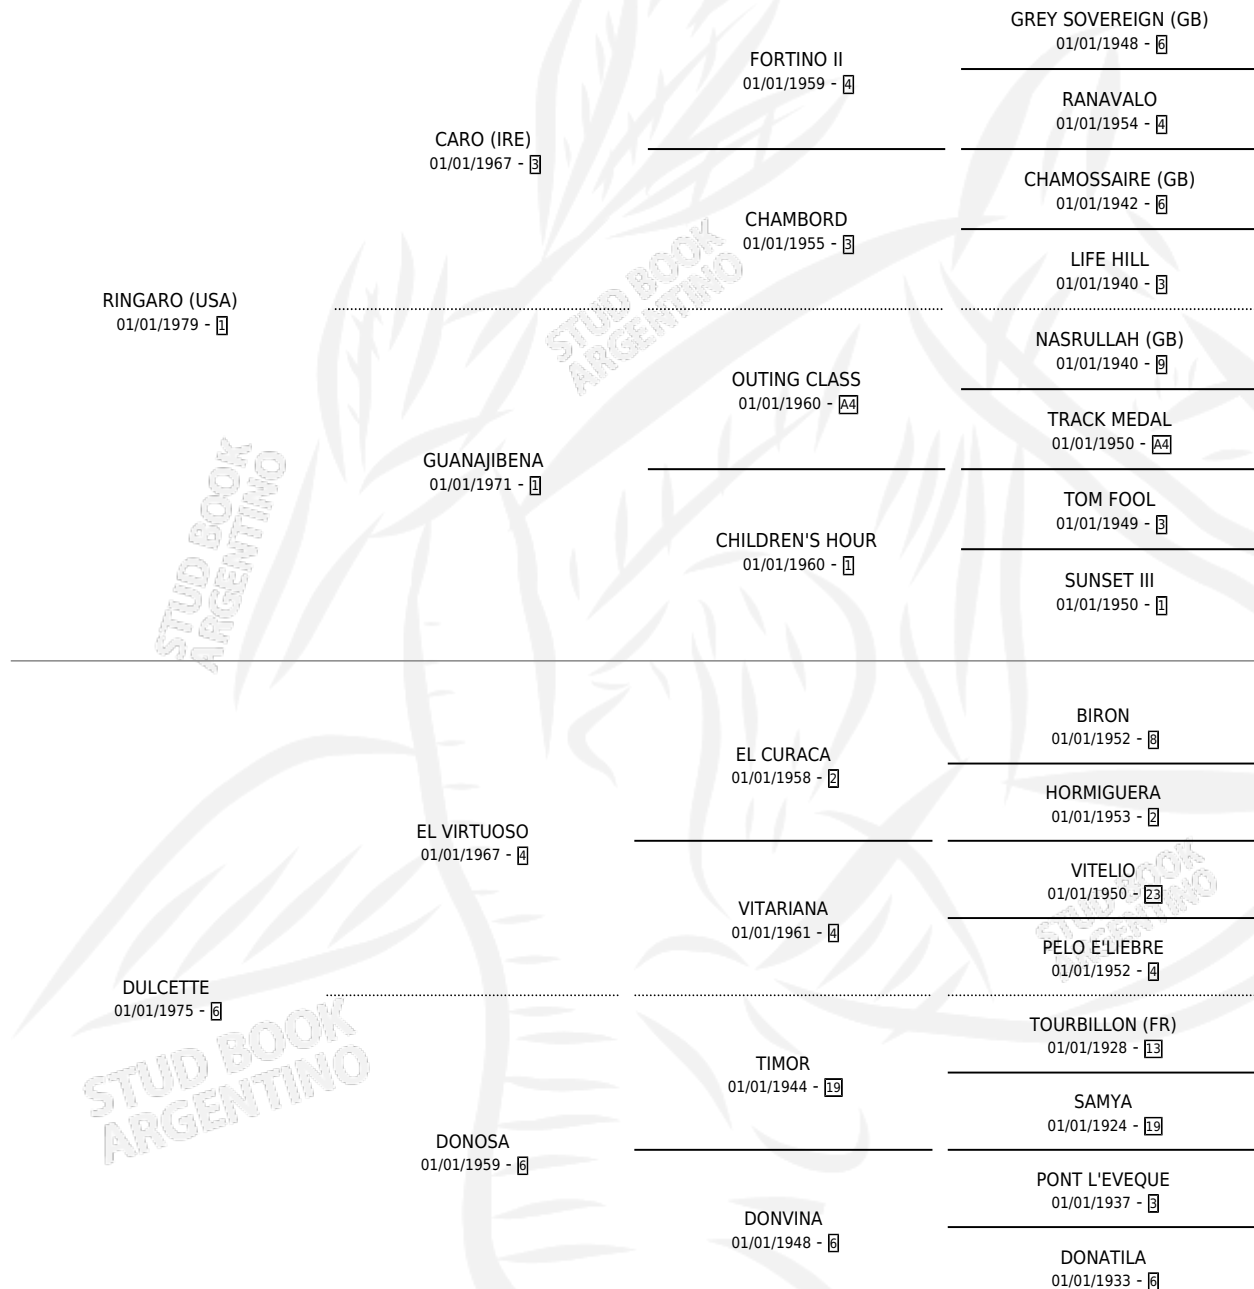 GREY SOVEREIGN (GB)
01/01/1948 - 6
FORTINO II
01/01/1959 - 4
RANAVALO
01/01/1954 - 4
CARO (IRE)
01/01/1967 - 3
CHAMOSSAIRE (GB)
01/01/1942 - 6
CHAMBORD
01/01/1955 - 3
LIFE HILL
01/01/1940 - 3
RINGARO (USA)
01/01/1979 - 1
NASRULLAH (GB)
01/01/1940 - 9
OUTING CLASS
01/01/1960 - A4
TRACK MEDAL
01/01/1950 - A4
GUANAJIBENA
01/01/1971 - 1
TOM FOOL
01/01/1949 - 3
CHILDREN'S HOUR
01/01/1960 - 1
SUNSET III
01/01/1950 - 1
BIRON
01/01/1952 - 8
EL CURACA
01/01/1958 - 2
HORMIGUERA
01/01/1953 - 2
EL VIRTUOSO
01/01/1967 - 4
VITELIO
01/01/1950 - 23
VITARIANA
01/01/1961 - 4
PELO E'LIEBRE
01/01/1952 - 4
DULCETTE
01/01/1975 - 6
TOURBILLON (FR)
01/01/1928 - 13
TIMOR
01/01/1944 - 19
SAMYA
01/01/1924 - 19
DONOSA
01/01/1959 - 6
PONT L'EVEQUE
01/01/1937 - 3
DONVINA
01/01/1948 - 6
DONATILA
01/01/1933 - 6
STUD BOOK
ARGENTINO
STUD BOOK
ARGENTINO
STUD BOOK
ARGENTINO
STUD BOOK
ARGENTINO